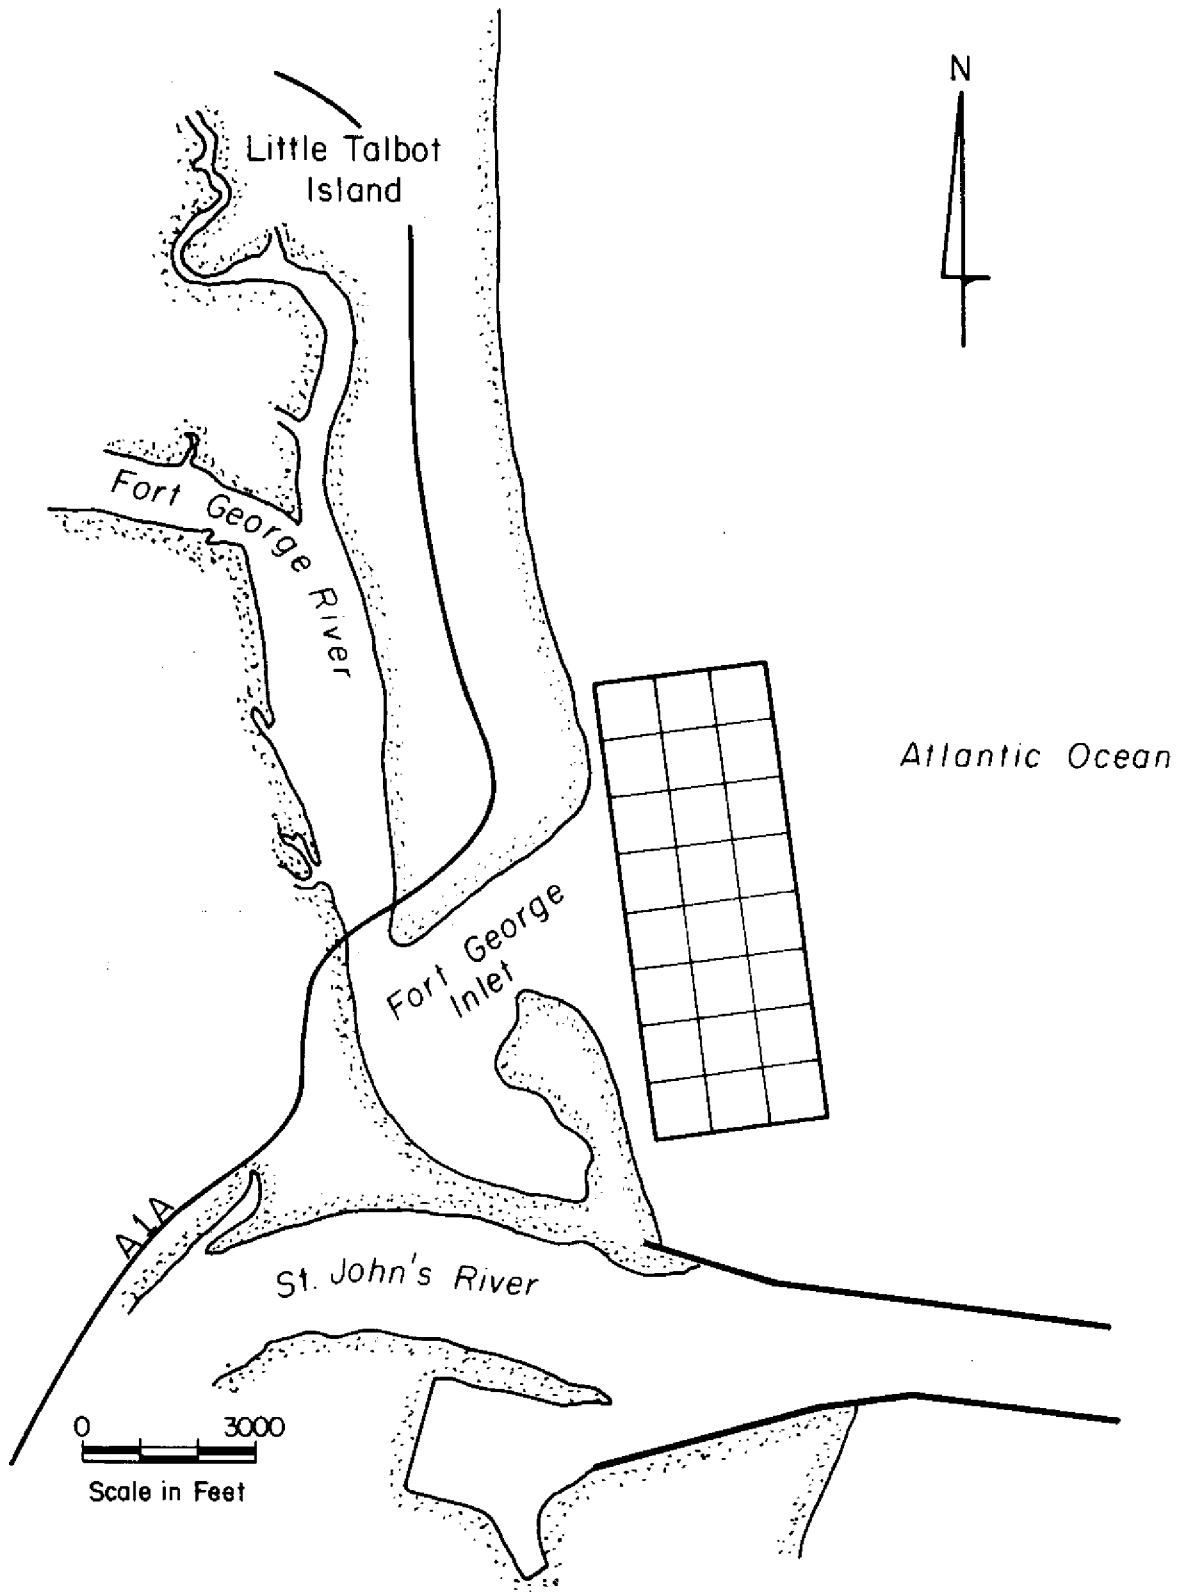 N
Little Talbot
Island
Fort George River
Atlantic Ocean
Fort George
Inlet
A1A
St. John's River
0 3000
Scale in Feet